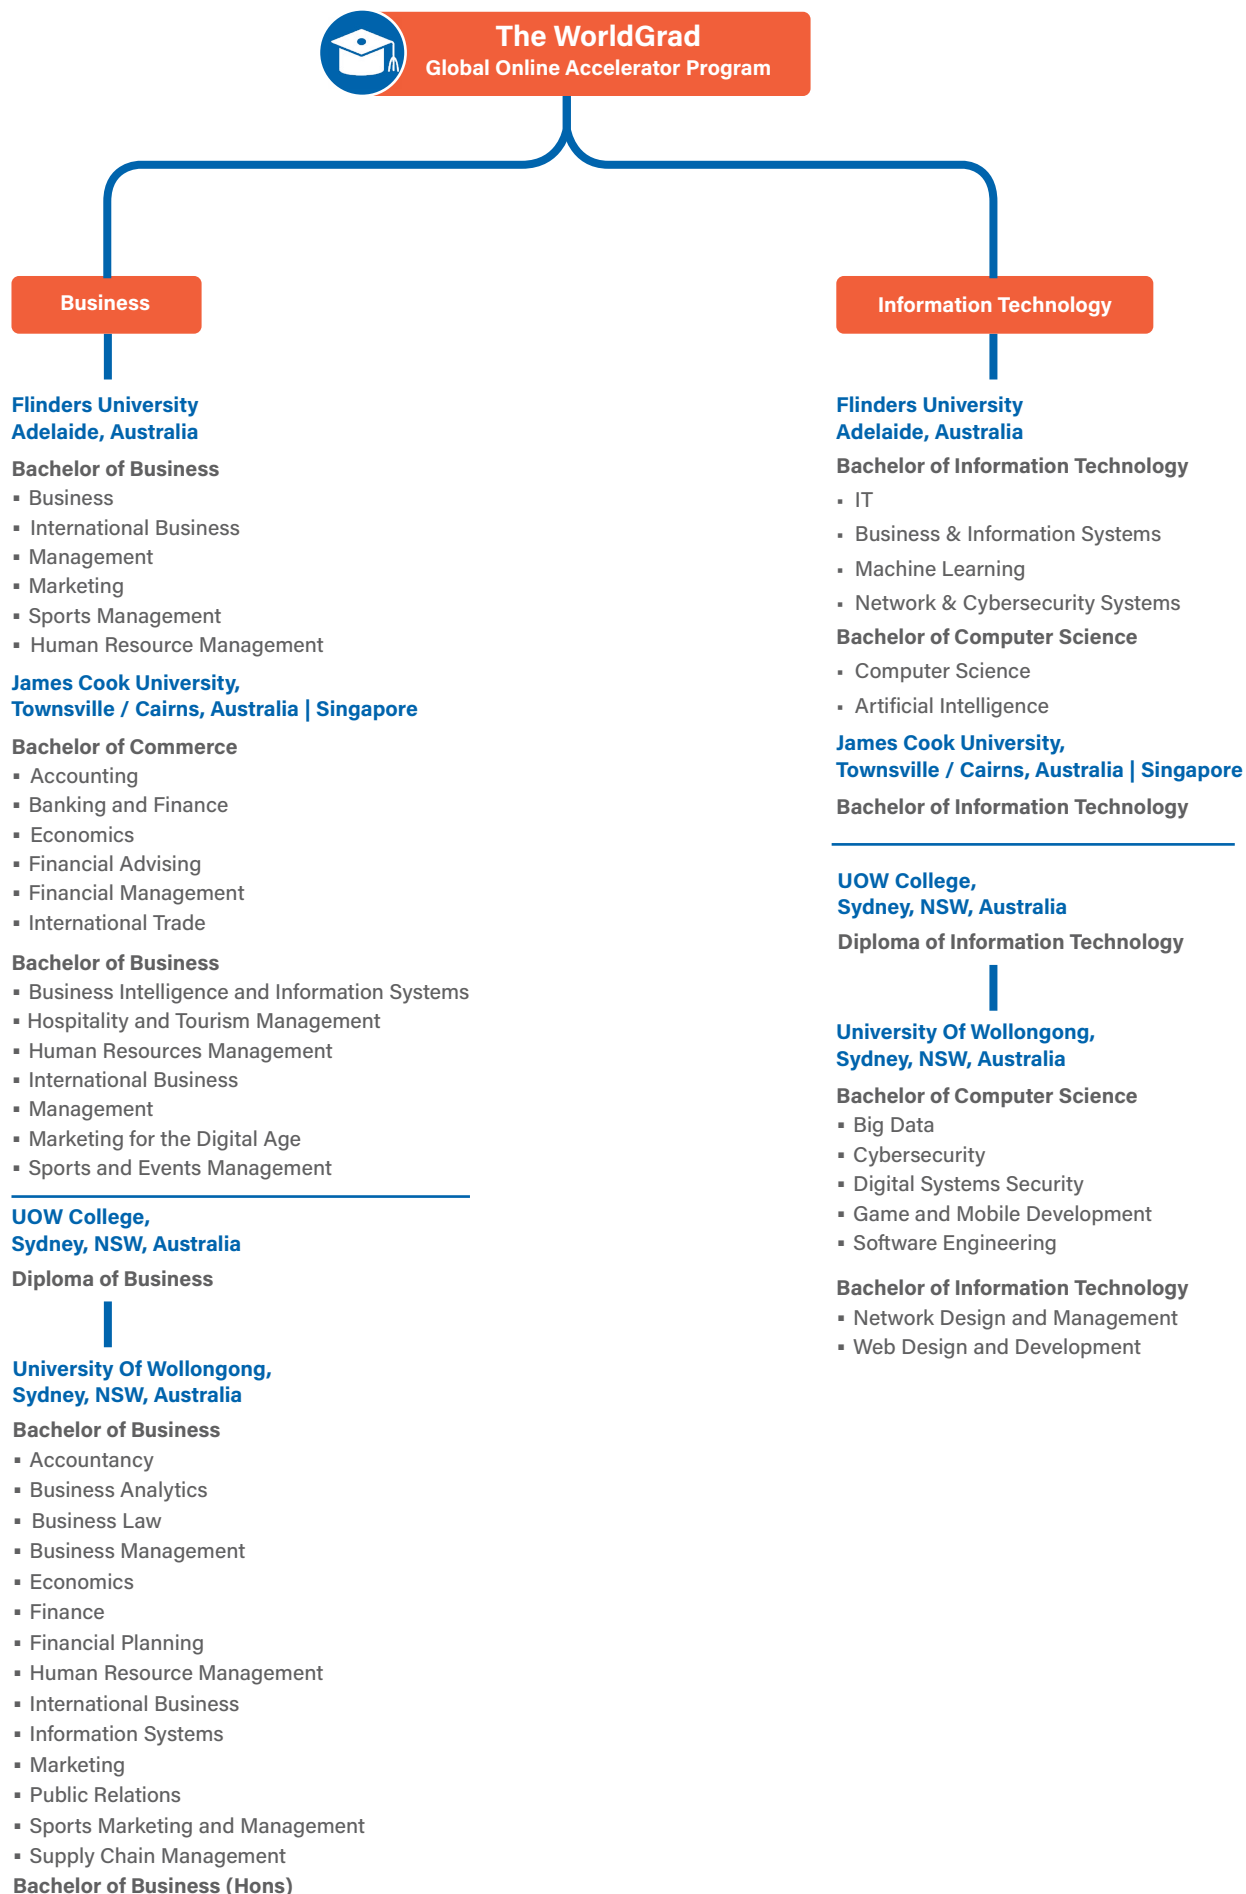 The WorldGrad
Global Online Accelerator Program
Business
Flinders University
Adelaide, Australia
Bachelor of Business
▪ Business
▪ International Business
▪ Management
▪ Marketing
▪ Sports Management
▪ Human Resource Management
James Cook University,
Townsville / Cairns, Australia | Singapore
Bachelor of Commerce
▪ Accounting
▪ Banking and Finance
▪ Economics
▪ Financial Advising
▪ Financial Management
▪ International Trade
Bachelor of Business
▪ Business Intelligence and Information Systems
▪ Hospitality and Tourism Management
▪ Human Resources Management
▪ International Business
▪ Management
▪ Marketing for the Digital Age
▪ Sports and Events Management
UOW College,
Sydney, NSW, Australia
Diploma of Business
University Of Wollongong,
Sydney, NSW, Australia
Bachelor of Business
▪ Accountancy
▪ Business Analytics
▪ Business Law
▪ Business Management
▪ Economics
▪ Finance
▪ Financial Planning
▪ Human Resource Management
▪ International Business
▪ Information Systems
▪ Marketing
▪ Public Relations
▪ Sports Marketing and Management
▪ Supply Chain Management
Bachelor of Business (Hons)
Information Technology
Flinders University
Adelaide, Australia
Bachelor of Information Technology
▪ IT
▪ Business & Information Systems
▪ Machine Learning
▪ Network & Cybersecurity Systems
Bachelor of Computer Science
▪ Computer Science
▪ Artificial Intelligence
James Cook University,
Townsville / Cairns, Australia | Singapore
Bachelor of Information Technology
UOW College,
Sydney, NSW, Australia
Diploma of Information Technology
University Of Wollongong,
Sydney, NSW, Australia
Bachelor of Computer Science
▪ Big Data
▪ Cybersecurity
▪ Digital Systems Security
▪ Game and Mobile Development
▪ Software Engineering
Bachelor of Information Technology
▪ Network Design and Management
▪ Web Design and Development